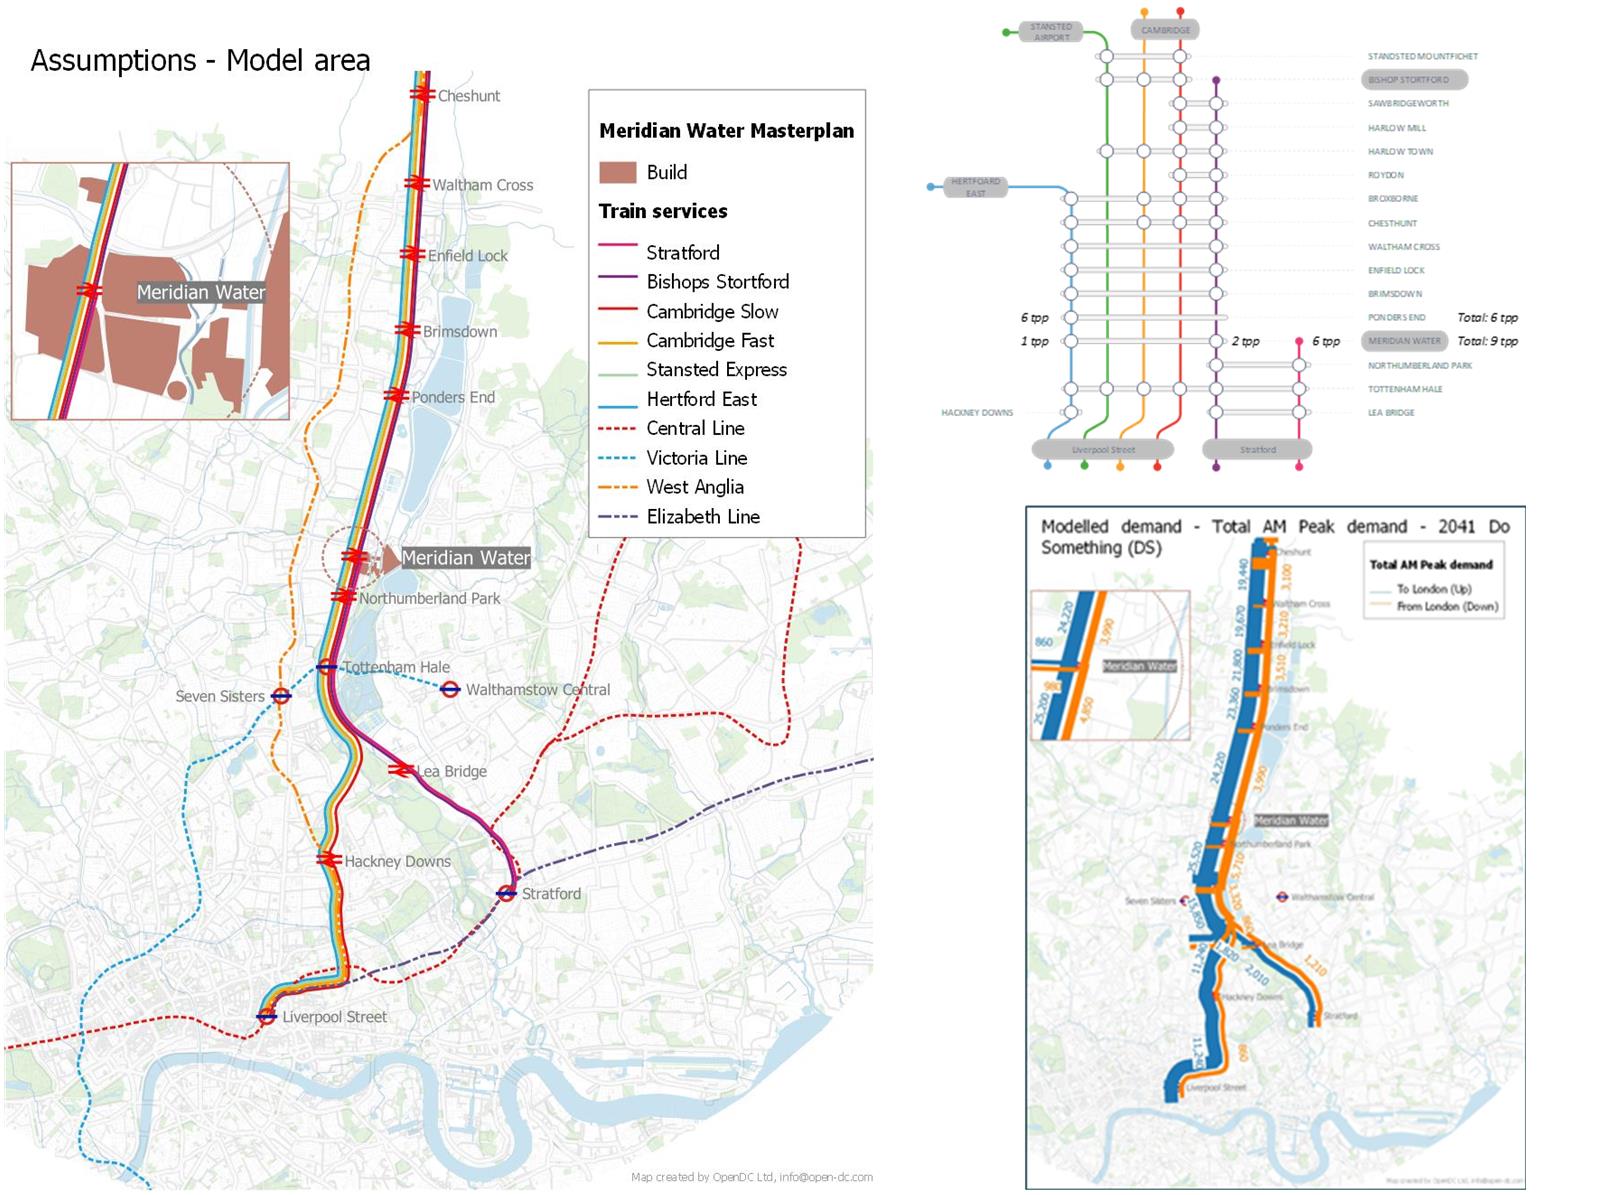 Assumptions - Model area
Cheshunt
Waltham Cross
Enfield Lock
Brimsdown
Ponders End
Meridian Water
Northumberland Park
Tottenham Hale
Seven Sisters
Walthamstow Central
Lea Bridge
Hackney Downs
Stratford
Liverpool Street
Meridian Water
Meridian Water Masterplan
Build
Train services
Stratford
Bishops Stortford
Cambridge Slow
Cambridge Fast
Stansted Express
Hertford East
Central Line
Victoria Line
West Anglia
Elizabeth Line
Map created by OpenDC Ltd, info@open-dc.com
STANSTED
AIRPORT
CAMBRIDGE
STANDSTED MOUNTFICHET
BISHOP STORTFORD
SAWBRIDGEWORTH
HARLOW MILL
HARLOW TOWN
ROYDON
HERTFOARD
EAST
BROXBORNE
CHESTHUNT
WALTHAM CROSS
ENFIELD LOCK
BRIMSDOWN
6 tpp PONDERS END Total: 6 tpp
1 tpp 2 tpp 6 tpp MERIDIAN WATER Total: 9 tpp
NORTHUMBERLAND PARK
TOTTENHAM HALE
HACKNEY DOWNS LEA BRIDGE
Liverpool Street Stratford
Modelled demand - Total AM Peak demand - 2041 Do
Something (DS)
Total AM Peak demand
To London (Up)
From London (Down)
Cheshunt
19,440
3,100
Waltham Cross
19,670
3,210
Enfield Lock
21,800
3,510
Brimsdown
23,360
Ponders End
24,220
3,990
Meridian Water
Northumberland Park
25,520
5,710
Seven Sisters
Walthamstow Central
15,850
Lea Bridge
11,240
1,820
2,010
1,210
Hackney Downs
Stratford
11,240
860
Liverpool Street
24,220
3,990
860
Meridian Water
980
25,200
4,850
Map created by OpenDC Ltd, info@open-dc.com